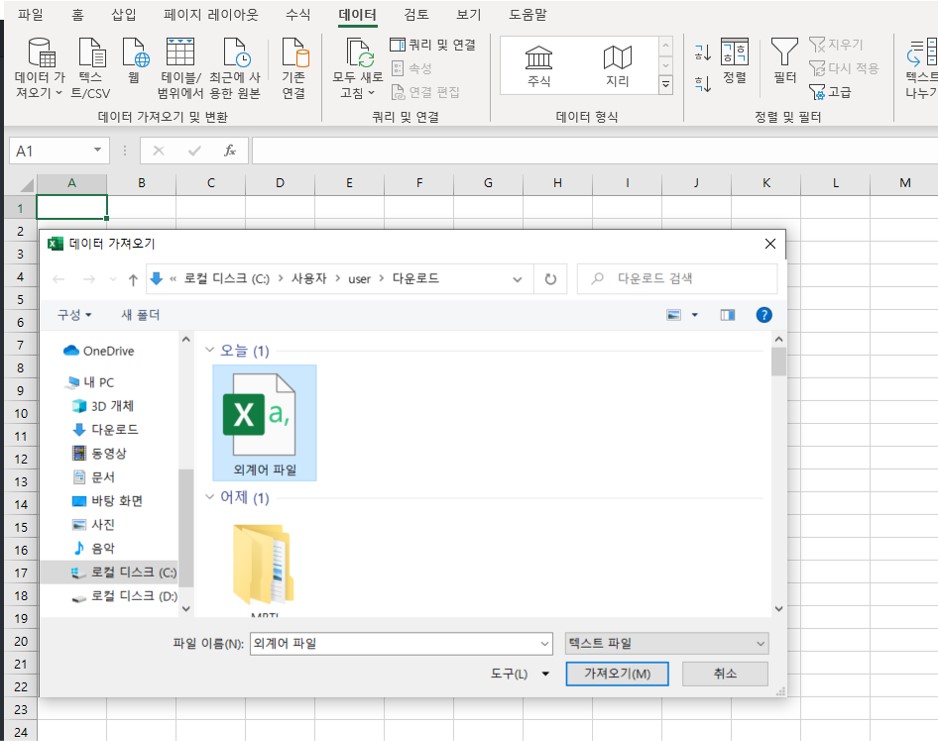 파일 홈 삽입 페이지 레이아웃 수식 데이터 검토 보기 도움말
데이터 가져오기
텍스트/CSV
웹
테이블/범위에서
최근에 사용한 원본
기존 연결
모두 새로 고침
쿼리 및 연결
속성
연결 편집
주식
지리
정렬
필터
지우기
다시 적용
고급
텍스트 나누기
데이터 가져오기 및 변환
쿼리 및 연결
데이터 형식
정렬 및 필터
A1
fx
A B C D E F G H I J K L M
1
2
3
4
5
6
7
8
9
10
11
12
13
14
15
16
17
18
19
20
21
22
23
24
데이터 가져오기
« 로컬 디스크 (C:) › 사용자 › user › 다운로드
다운로드 검색
구성 새 폴더
OneDrive
내 PC
3D 개체
다운로드
동영상
문서
바탕 화면
사진
음악
로컬 디스크 (C:)
로컬 디스크 (D:)
오늘 (1)
X a,
외계어 파일
어제 (1)
MBTI
파일 이름(N): 외계어 파일
텍스트 파일
도구(L) 가져오기(M) 취소